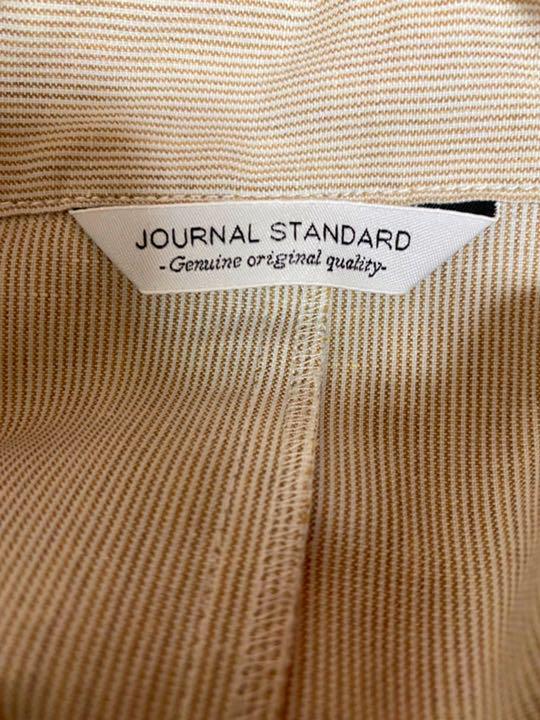 JOURNAL STANDARD
-Genuine original quality-